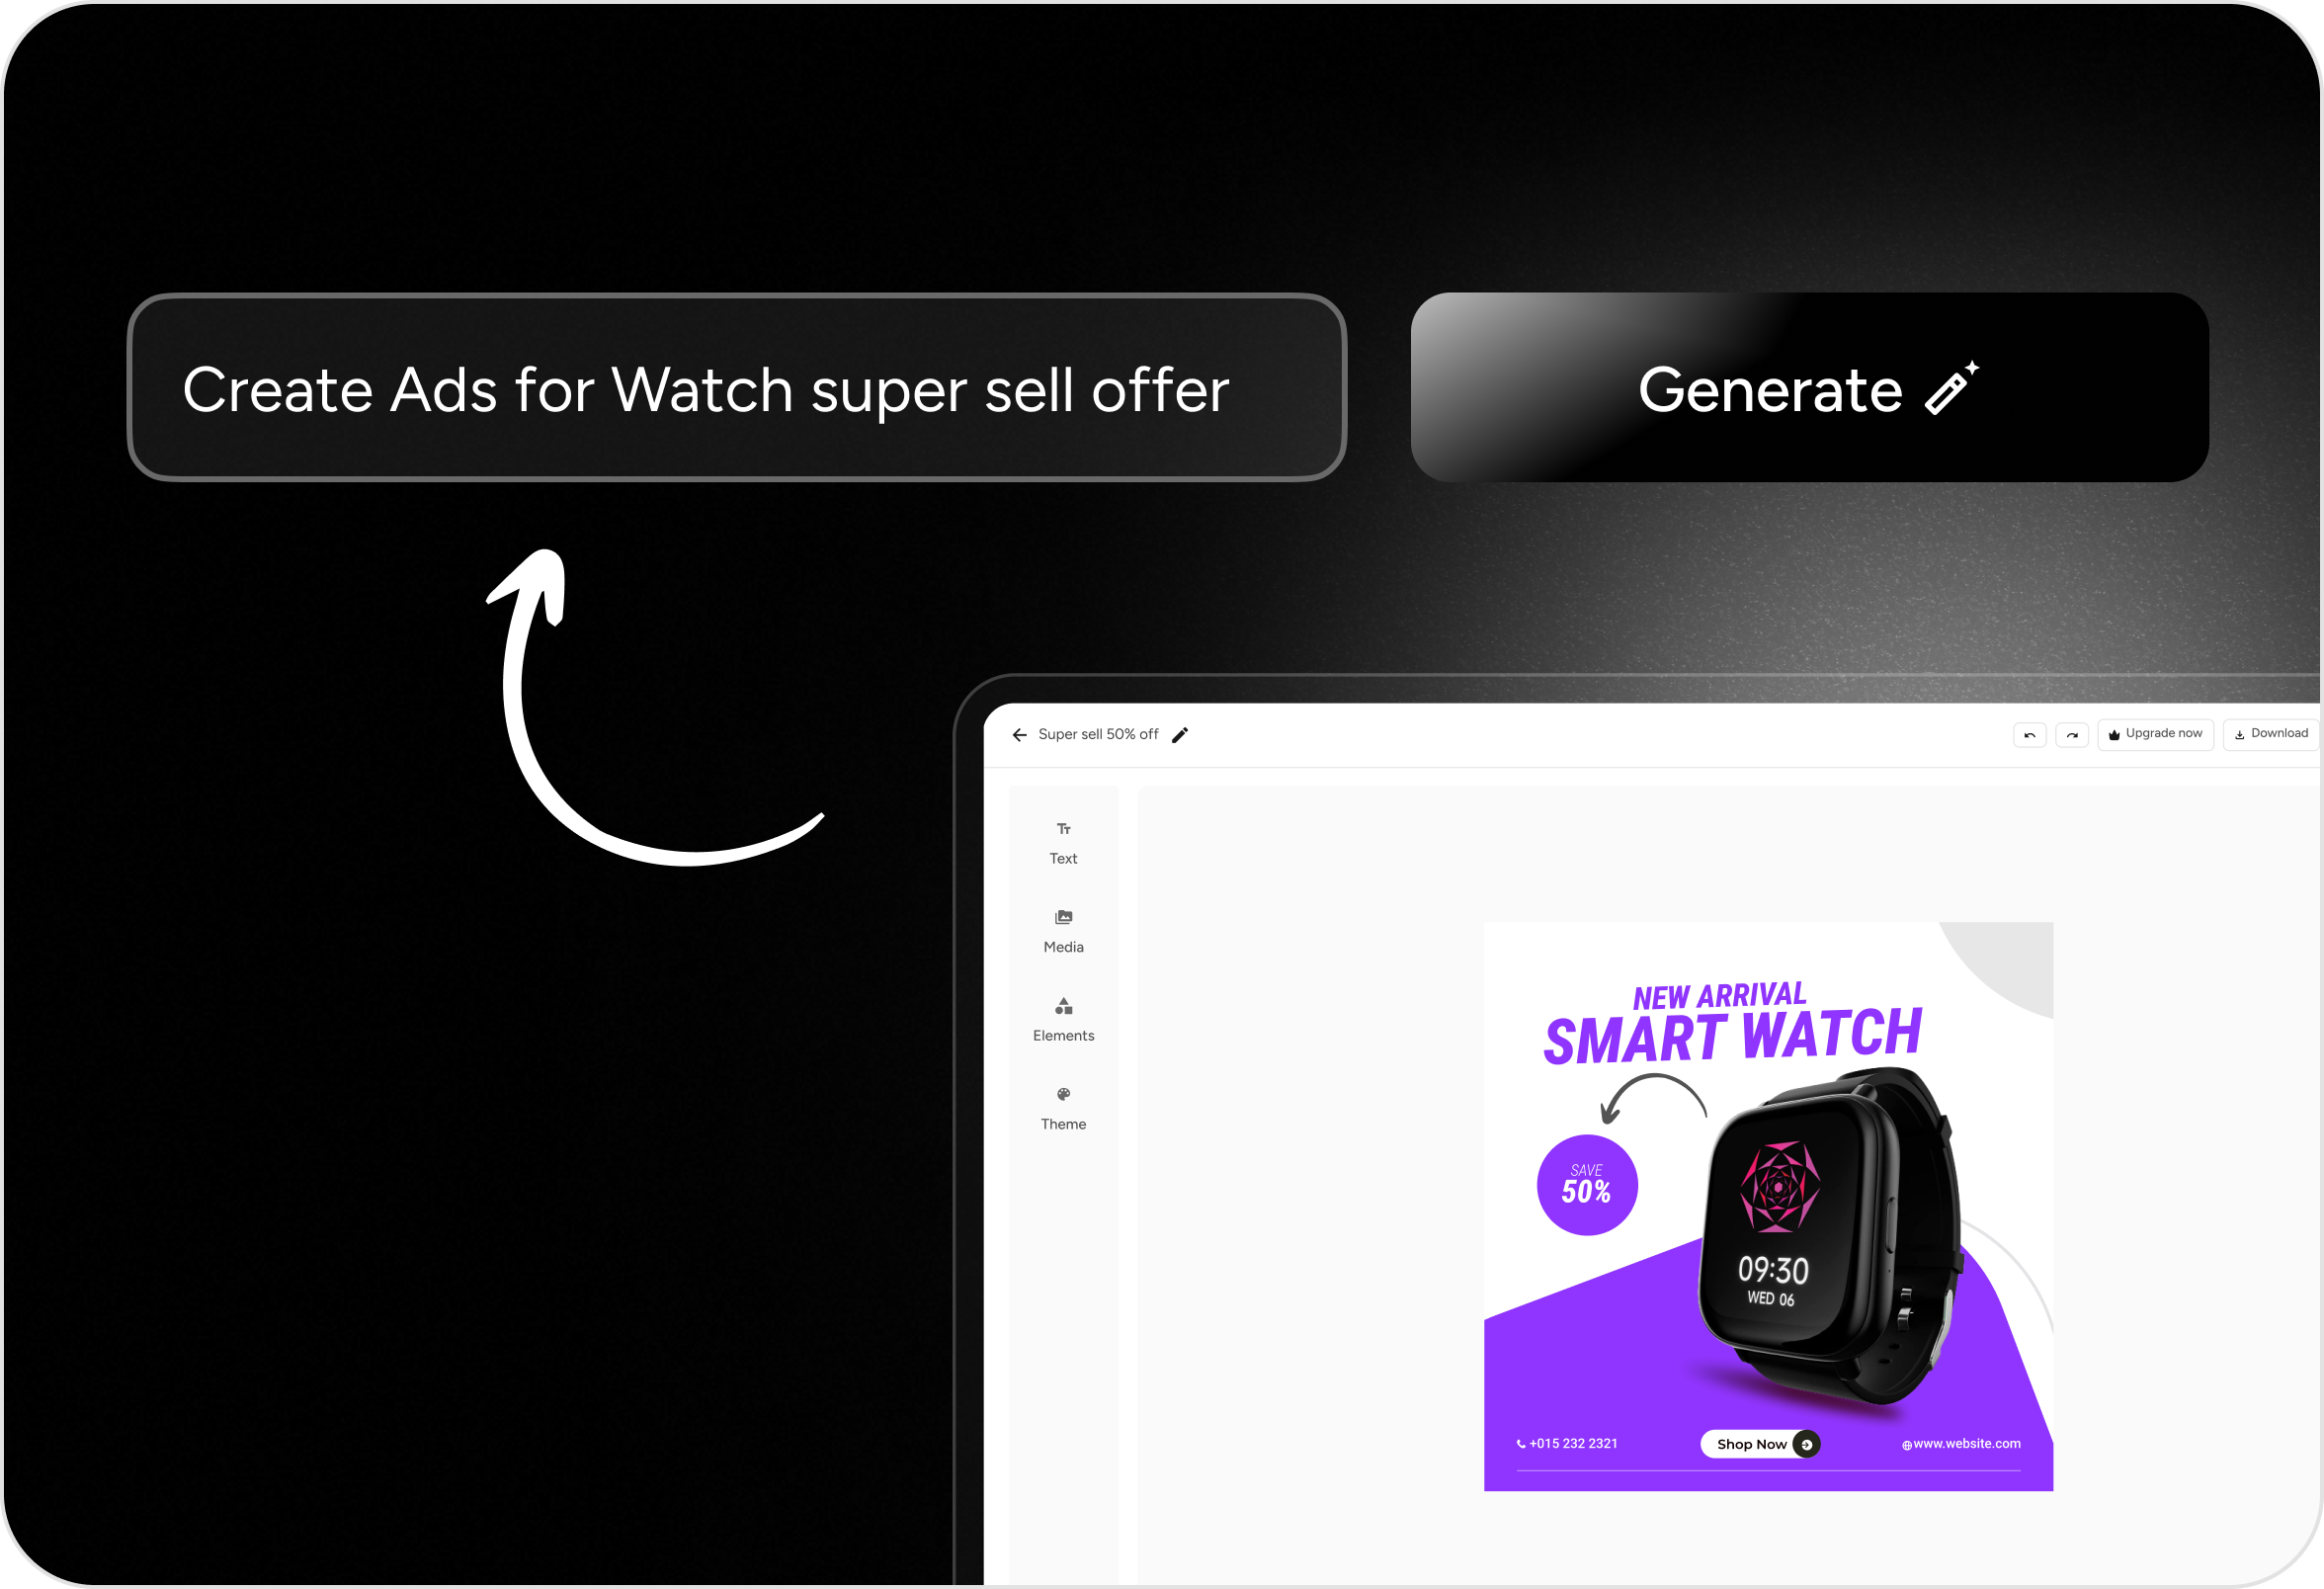 Create Ads for Watch super sell offer
Generate
Super sell 50% off
Upgrade now
Download
Text
Media
Elements
Theme
NEW ARRIVAL
SMART WATCH
SAVE
50%
09:30
WED 06
+015 232 2321
Shop Now
www.website.com